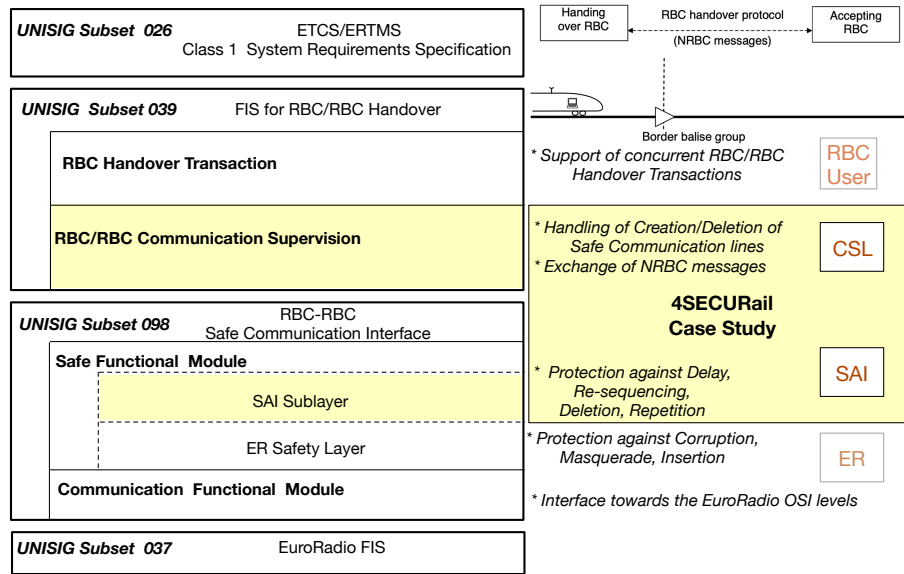 UNISIG Subset 026
ETCS/ERTMS
Class 1 System Requirements Specification
Handing
over RBC
RBC handover protocol
(NRBC messages)
Accepting
RBC
Border balise group
UNISIG Subset 039
FIS for RBC/RBC Handover
RBC Handover Transaction
* Support of concurrent RBC/RBC
Handover Transactions
RBC
User
RBC/RBC Communication Supervision
* Handling of Creation/Deletion of
Safe Communication lines
* Exchange of NRBC messages
CSL
4SECURail
Case Study
UNISIG Subset 098
RBC-RBC
Safe Communication Interface
Safe Functional Module
SAI Sublayer
* Protection against Delay,
Re-sequencing,
Deletion, Repetition
SAI
ER Safety Layer
* Protection against Corruption,
Masquerade, Insertion
ER
Communication Functional Module
* Interface towards the EuroRadio OSI levels
UNISIG Subset 037
EuroRadio FIS